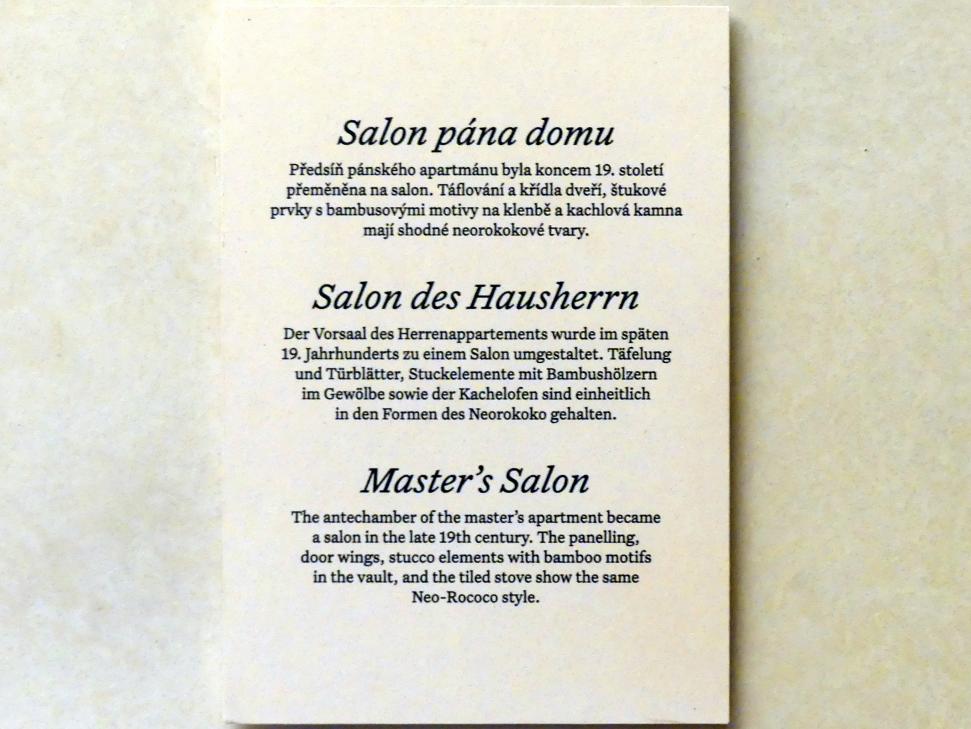 Salon pána domu
Předsíň pánského apartmánu byla koncem 19. století
přeměněna na salon. Táflování a křídla dveří, štukové
prvky s bambusovými motivy na klenbě a kachlová kamna
mají shodné neorokokové tvary.
Salon des Hausherrn
Der Vorsaal des Herrenappartements wurde im späten
19. Jahrhunderts zu einem Salon umgestaltet. Täfelung
und Türblätter, Stuckelemente mit Bambushölzern
im Gewölbe sowie der Kachelofen sind einheitlich
in den Formen des Neorokoko gehalten.
Master’s Salon
The antechamber of the master’s apartment became
a salon in the late 19th century. The panelling,
door wings, stucco elements with bamboo motifs
in the vault, and the tiled stove show the same
Neo-Rococo style.